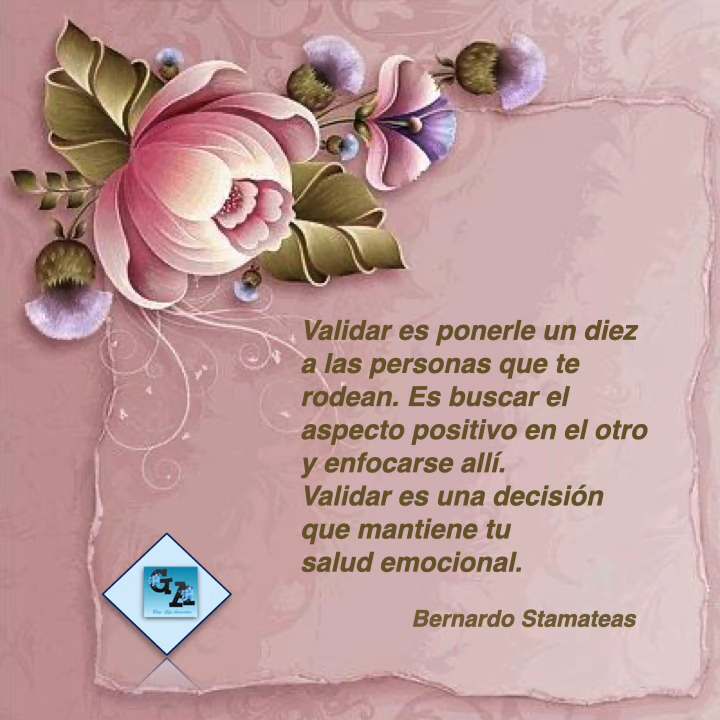 Validar es ponerle un diez
a las personas que te
rodean. Es buscar el
aspecto positivo en el otro
y enfocarse allí.
Validar es una decisión
que mantiene tu
salud emocional.
Bernardo Stamateas
GA